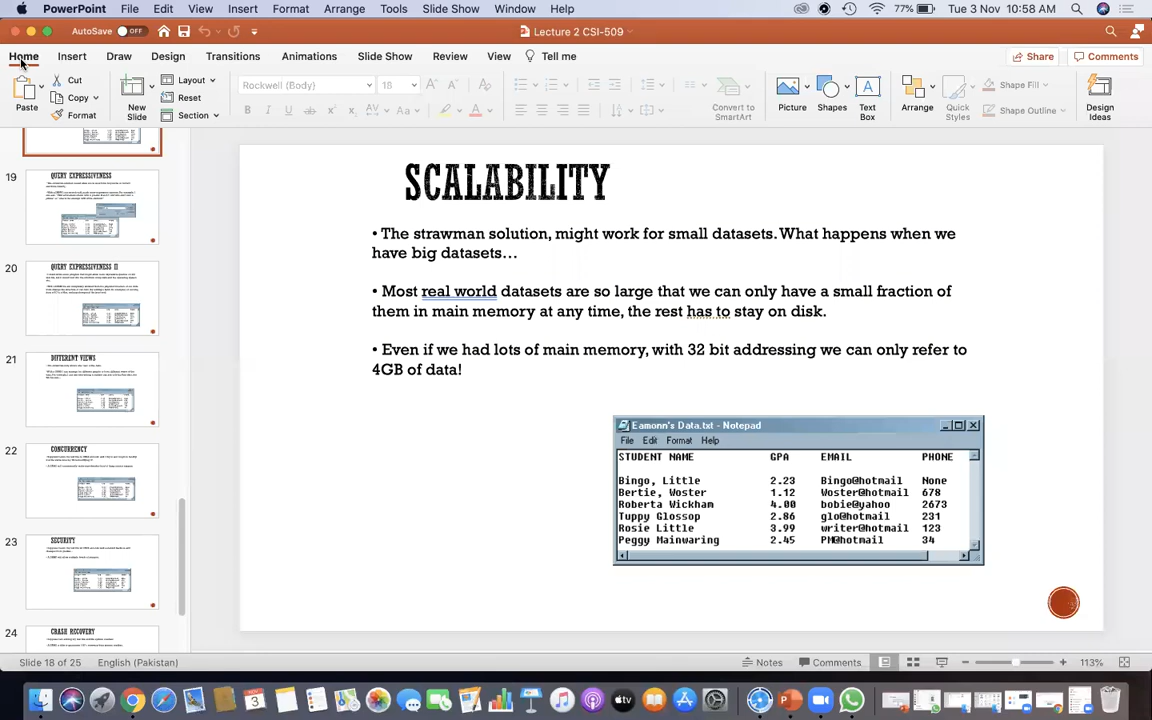 PowerPoint File Edit View Insert Format Arrange Tools Slide Show Window Help 77% Tue 3 Nov 10:58 AM
AutoSave OFF Lecture 2 CSI-509
Home Insert Draw Design Transitions Animations Slide Show Review View Tell me Share Comments
Paste
Cut
Copy
Format
New Slide
Layout
Reset
Section
Rockwell (Body) 18
Convert to SmartArt
Picture
Shapes
Text Box
Arrange
Quick Styles
Shape Fill
Shape Outline
Design Ideas
19 QUERY EXPRESSIVENESS
20 QUERY EXPRESSIVENESS II
21 DIFFERENT VIEWS
22 CONCURRENCY
23 SECURITY
24 CRASH RECOVERY
SCALABILITY
• The strawman solution, might work for small datasets. What happens when we
have big datasets…
• Most real world datasets are so large that we can only have a small fraction of
them in main memory at any time, the rest has to stay on disk.
• Even if we had lots of main memory, with 32 bit addressing we can only refer to
4GB of data!
Eamonn's Data.txt - Notepad
File Edit Format Help
STUDENT NAME GPA EMAIL PHONE
Bingo, Little 2.23 Bingo@hotmail None
Bertie, Woster 1.12 Woster@hotmail 678
Roberta Wickham 4.00 bobie@yahoo 2673
Tuppy Glossop 2.86 glo@hotmail 231
Rosie Little 3.99 writer@hotmail 123
Peggy Mainwaring 2.45 PM@hotmail 34
Slide 18 of 25 English (Pakistan) Notes Comments 113%